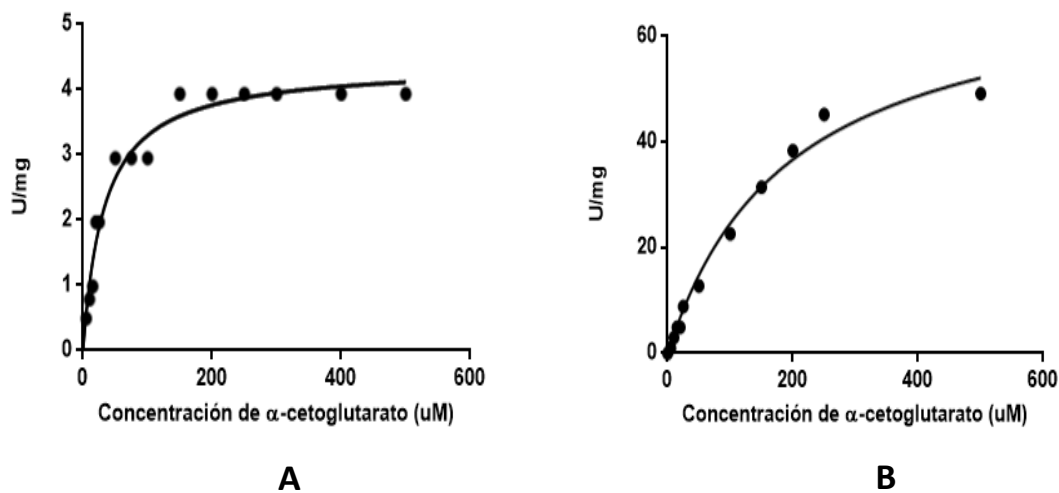 5
4
3
2
1
0
U/mg
0 200 400 600
Concentración de α-cetoglutarato (uM)
A
60
40
20
0
U/mg
0 200 400 600
Concentración de α-cetoglutarato (uM)
B